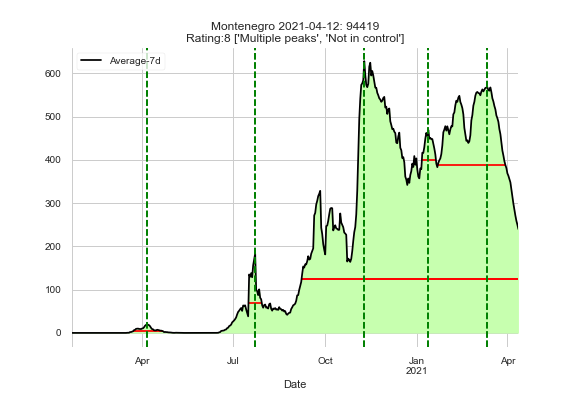 Montenegro 2021-04-12: 94419
Rating:8 ['Multiple peaks', 'Not in control']
Average-7d
600
500
400
300
200
100
0
Apr
Jul
Oct
Jan
2021
Apr
Date